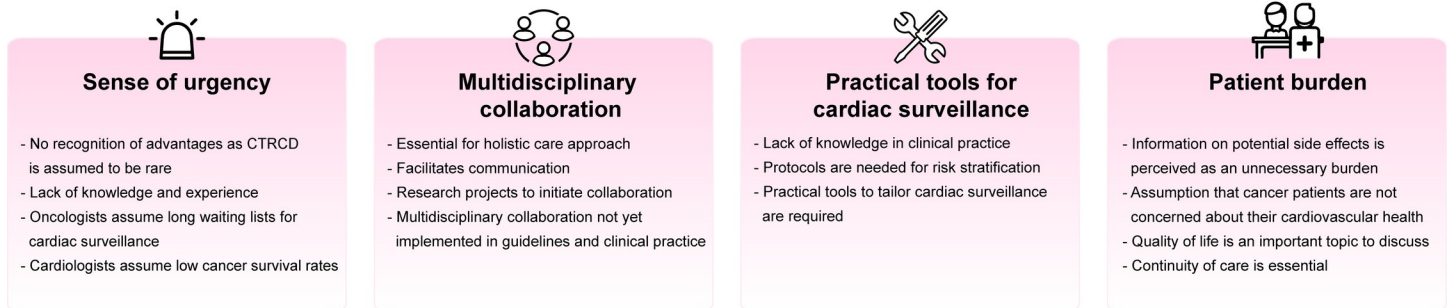 Sense of urgency
- No recognition of advantages as CTRCD
is assumed to be rare
- Lack of knowledge and experience
- Oncologists assume long waiting lists for
cardiac surveillance
- Cardiologists assume low cancer survival rates
Multidisciplinary
collaboration
- Essential for holistic care approach
- Facilitates communication
- Research projects to initiate collaboration
- Multidisciplinary collaboration not yet
implemented in guidelines and clinical practice
Practical tools for
cardiac surveillance
- Lack of knowledge in clinical practice
- Protocols are needed for risk stratification
- Practical tools to tailor cardiac surveillance
are required
Patient burden
- Information on potential side effects is
perceived as an unnecessary burden
- Assumption that cancer patients are not
concerned about their cardiovascular health
- Quality of life is an important topic to discuss
- Continuity of care is essential